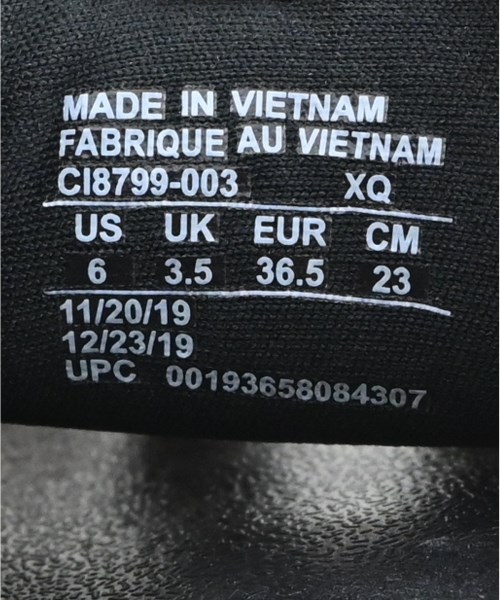 MADE IN VIETNAM
FABRIQUE AU VIETNAM
CI8799-003 XQ
US UK EUR CM
6 3.5 36.5 23
11/20/19
12/23/19
UPC 00193658084307